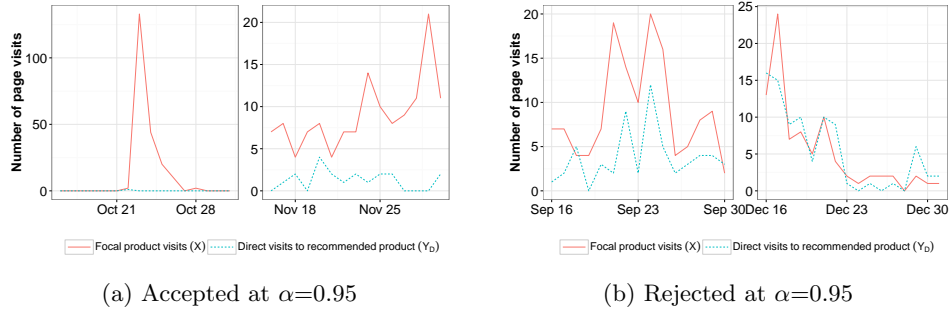 Number of page visits
100
50
0
Oct 21
Oct 28
20
15
10
5
0
Nov 18
Nov 25
Focal product visits (X)
Direct visits to recommended product (Y_D)
(a) Accepted at α=0.95
Number of page visits
20
15
10
5
0
Sep 16
Sep 23
Sep 30
25
20
15
10
5
0
Dec 16
Dec 23
Dec 30
Focal product visits (X)
Direct visits to recommended product (Y_D)
(b) Rejected at α=0.95